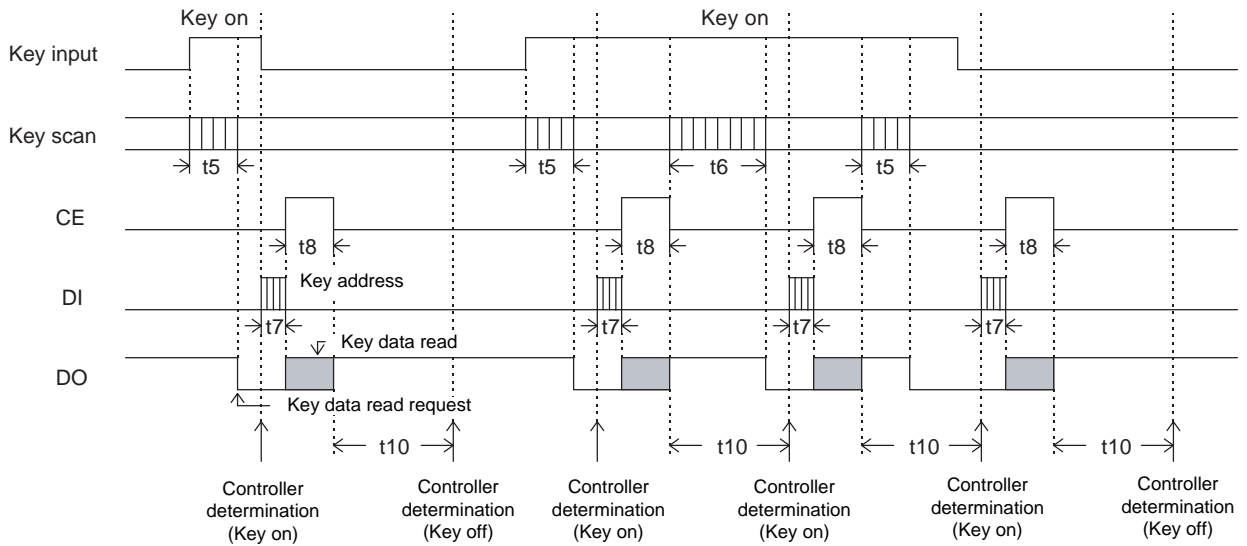 Key on Key on
Key input
Key scan
t5 t5 t6 t5
CE
t8 t8 t8 t8
DI Key address
t7 t7 t7 t7
Key data read
DO
Key data read request
t10 t10 t10 t10
Controller determination (Key on)
Controller determination (Key off)
Controller determination (Key on)
Controller determination (Key on)
Controller determination (Key on)
Controller determination (Key off)